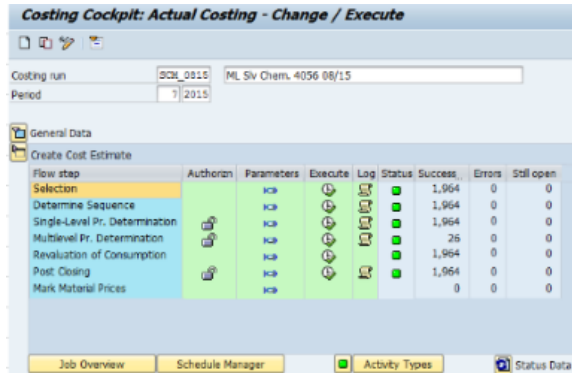 Costing Cockpit: Actual Costing - Change / Execute
Costing run SCH_0815 ML Slv Chem. 4056 08/15
Period 7 2015
General Data
Create Cost Estimate
Flow step Authorizn Parameters Execute Log Status Success... Errors Still open
Selection 1,964 0 0
Determine Sequence 1,964 0 0
Single-Level Pr. Determination 1,964 0 0
Multilevel Pr. Determination 26 0 0
Revaluation of Consumption 1,964 0 0
Post Closing 1,964 0 0
Mark Material Prices 0 0 0
Job Overview Schedule Manager Activity Types Status Data